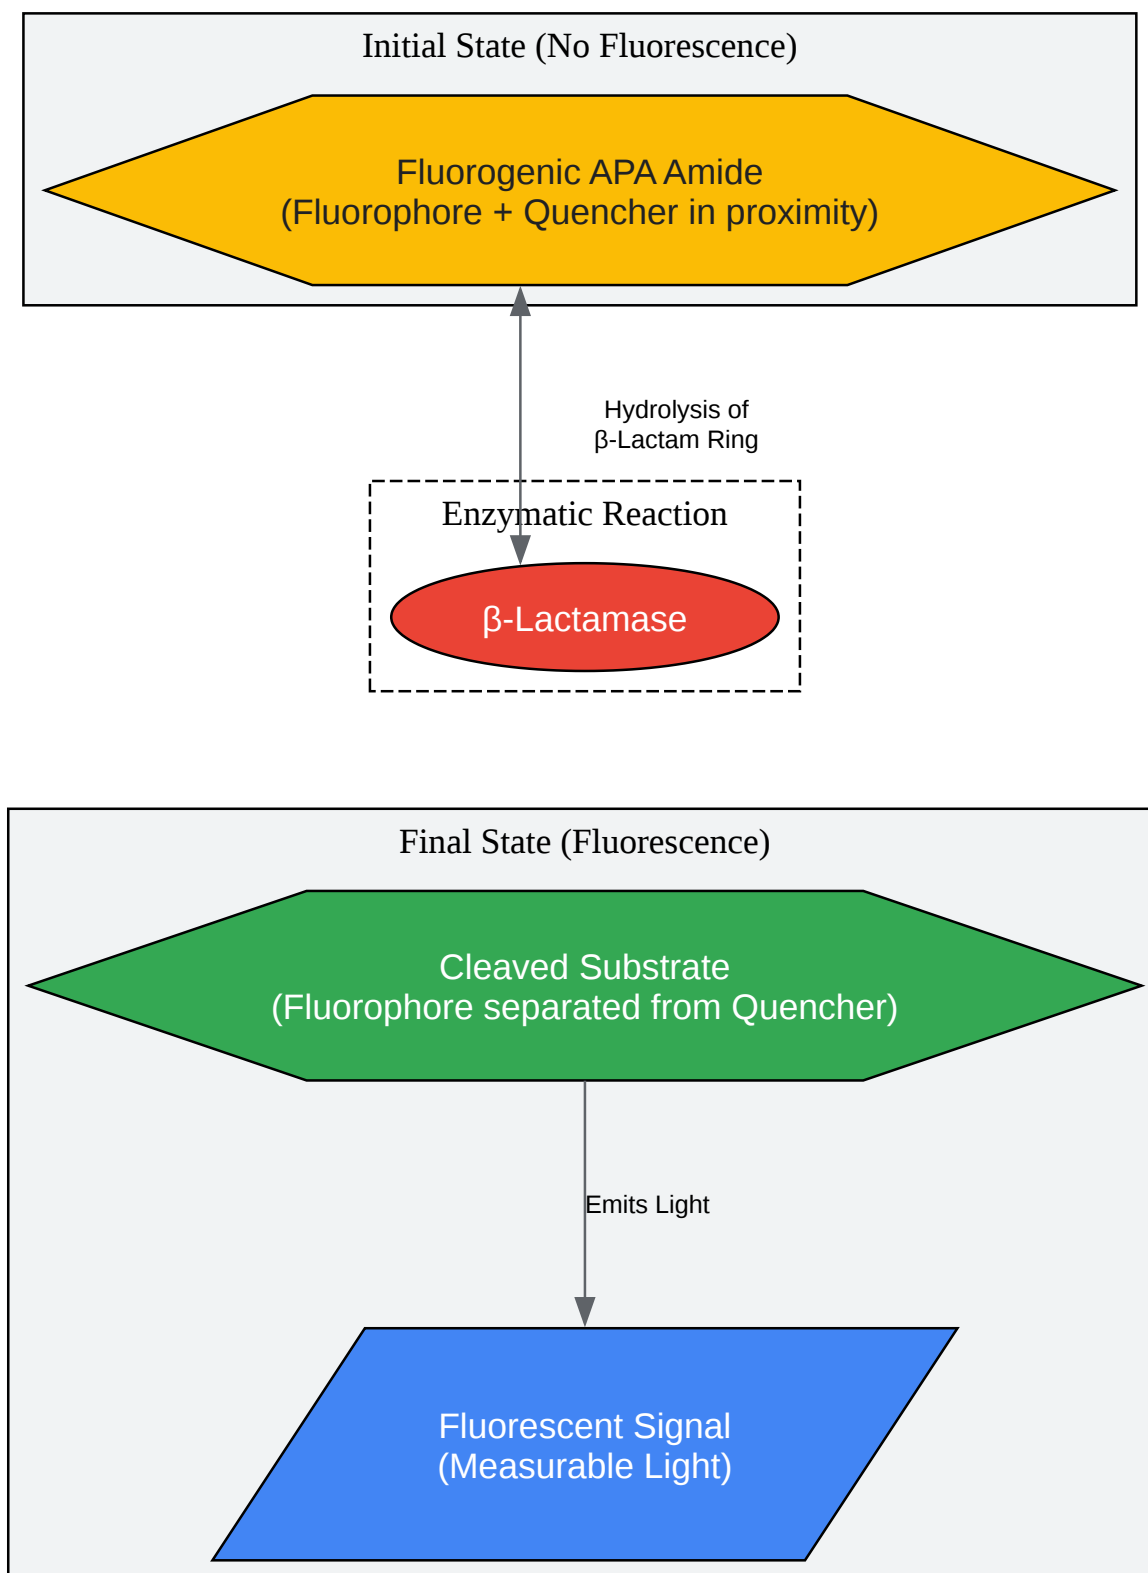 Initial State (No Fluorescence)
Fluorogenic APA Amide
(Fluorophore + Quencher in proximity)
Hydrolysis of
β-Lactam Ring
Enzymatic Reaction
β-Lactamase
Final State (Fluorescence)
Cleaved Substrate
(Fluorophore separated from Quencher)
Emits Light
Fluorescent Signal
(Measurable Light)